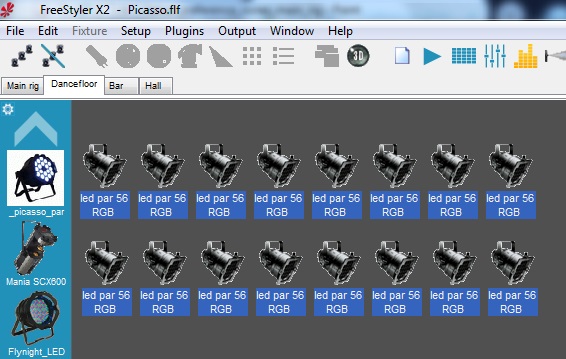 FreeStyler X2 - Picasso.flf
File Edit Fixture Setup Plugins Output Window Help
3D
Main rig Dancefloor Bar Hall
led par 56 led par 56 led par 56 led par 56 led par 56 led par 56 led par 56 led par 56
RGB RGB RGB RGB RGB RGB RGB RGB
_picasso_par
Mania SCX600
led par 56 led par 56 led par 56 led par 56 led par 56 led par 56 led par 56 led par 56
RGB RGB RGB RGB RGB RGB RGB RGB
Flynight_LED